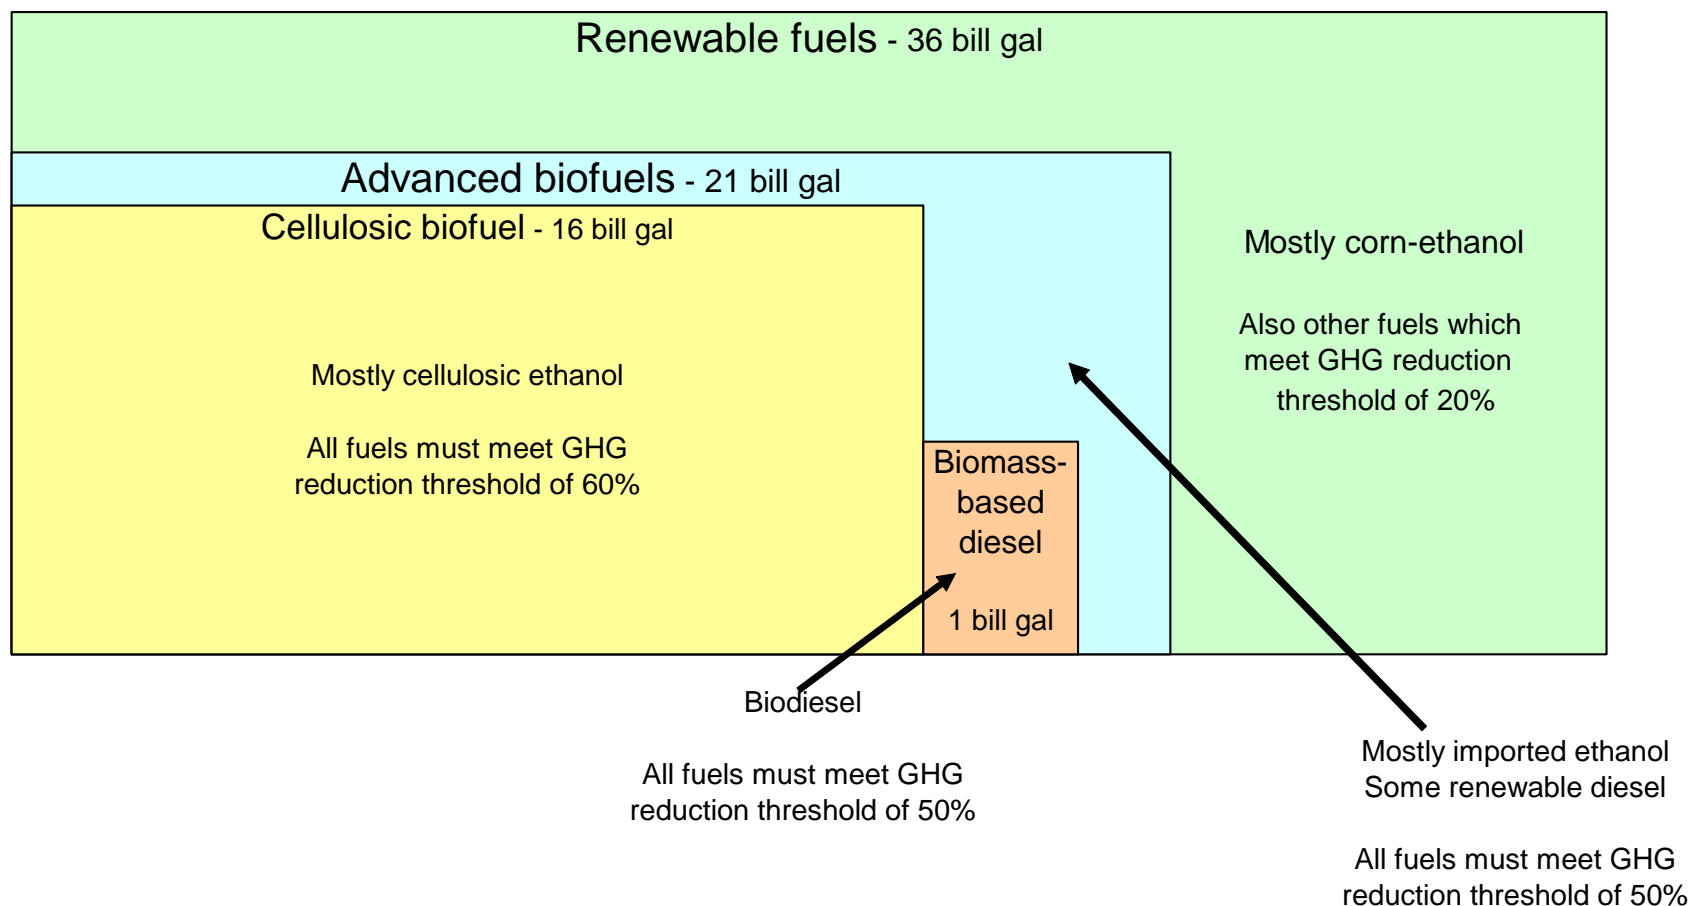 Renewable fuels - 36 bill gal
Advanced biofuels - 21 bill gal
Cellulosic biofuel - 16 bill gal
Mostly cellulosic ethanol
All fuels must meet GHG
reduction threshold of 60%
Biomass-
based
diesel
1 bill gal
Mostly corn-ethanol
Also other fuels which
meet GHG reduction
threshold of 20%
Biodiesel
All fuels must meet GHG
reduction threshold of 50%
Mostly imported ethanol
Some renewable diesel
All fuels must meet GHG
reduction threshold of 50%